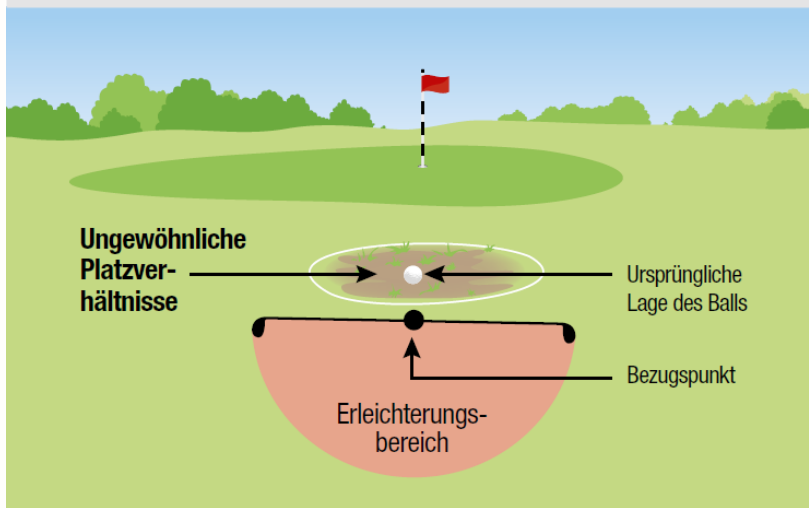 Ungewöhnliche
Platzver-
hältnisse
Ursprüngliche
Lage des Balls
Bezugspunkt
Erleichterungs-
bereich